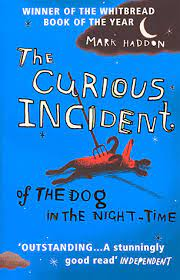 WINNER OF THE WHITBREAD
BOOK OF THE YEAR
MARK HADDON
The
CURIOUS
INCIDENT
of THE DOG
IN THE NIGHT-TIME
'OUTSTANDING...A STUNNINGLY
GOOD READ' INDEPENDENT